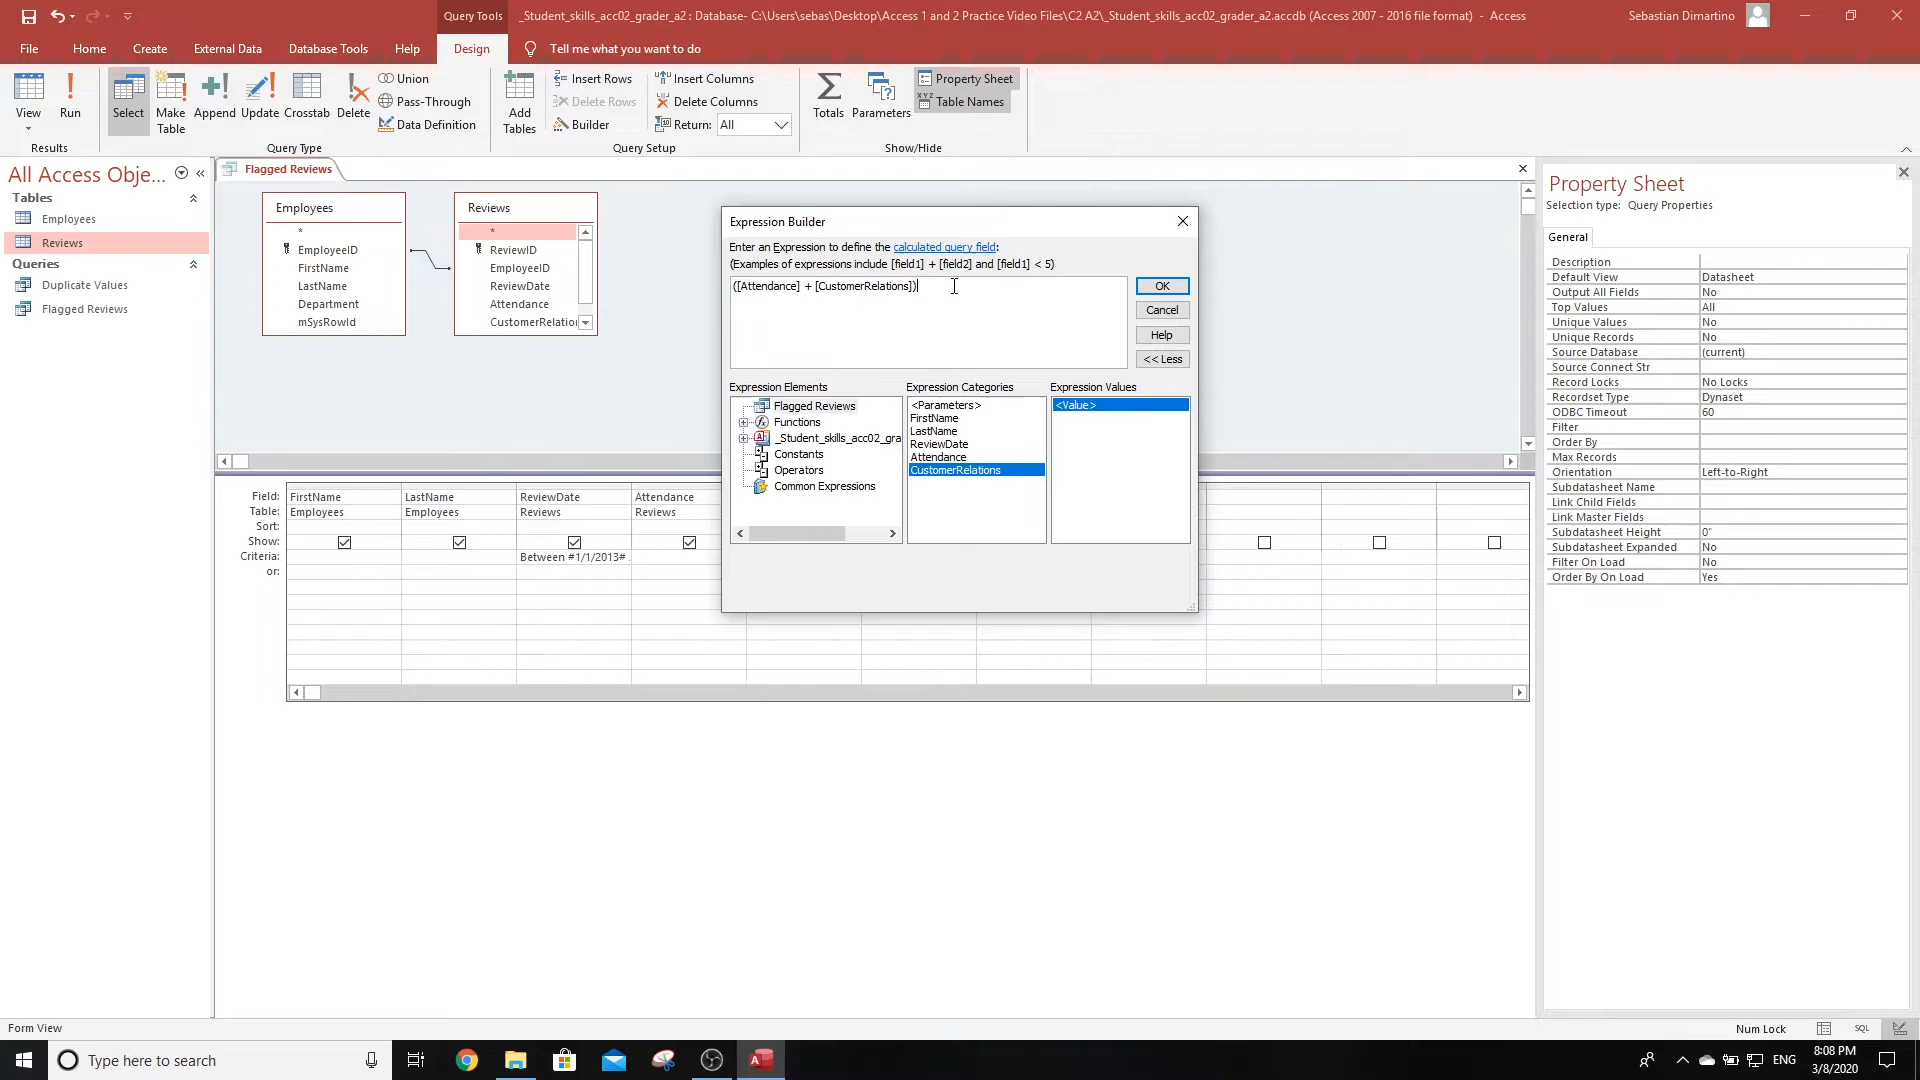 Query Tools
_Student_skills_acc02_grader_a2 : Database- C:\Users\sebas\Desktop\Access 1 and 2 Practice Video Files\C2 A2\_Student_skills_acc02_grader_a2.accdb (Access 2007 - 2016 file format) - Access
Sebastian Dimartino
File
Home
Create
External Data
Database Tools
Help
Design
Tell me what you want to do
View
Run
Select
Make Table
Append
Update
Crosstab
Delete
Union
Pass-Through
Data Definition
Add Tables
Insert Rows
Delete Rows
Builder
Insert Columns
Delete Columns
Return: All
Totals
Parameters
Property Sheet
Table Names
Results
Query Type
Query Setup
Show/Hide
All Access Obje...
Tables
Employees
Reviews
Queries
Duplicate Values
Flagged Reviews
Flagged Reviews
Employees
*
EmployeeID
FirstName
LastName
Department
mSysRowId
Reviews
*
ReviewID
EmployeeID
ReviewDate
Attendance
CustomerRelation
Expression Builder
Enter an Expression to define the calculated query field:
(Examples of expressions include [field1] + [field2] and [field1] < 5)
([Attendance] + [CustomerRelations])
OK
Cancel
Help
<< Less
Expression Elements
Flagged Reviews
Functions
_Student_skills_acc02_gra
Constants
Operators
Common Expressions
Expression Categories
<Parameters>
FirstName
LastName
ReviewDate
Attendance
CustomerRelations
Expression Values
<Value>
Field: FirstName LastName ReviewDate Attendance
Table: Employees Employees Reviews Reviews
Sort:
Show:
Criteria: Between #1/1/2013#
or:
Property Sheet
Selection type: Query Properties
General
Description
Default View Datasheet
Output All Fields No
Top Values All
Unique Values No
Unique Records No
Source Database (current)
Source Connect Str
Record Locks No Locks
Recordset Type Dynaset
ODBC Timeout 60
Filter
Order By
Max Records
Orientation Left-to-Right
Subdatasheet Name
Link Child Fields
Link Master Fields
Subdatasheet Height 0"
Subdatasheet Expanded No
Filter On Load No
Order By On Load Yes
Form View
Num Lock
SQL
Type here to search
ENG
8:08 PM
3/8/2020